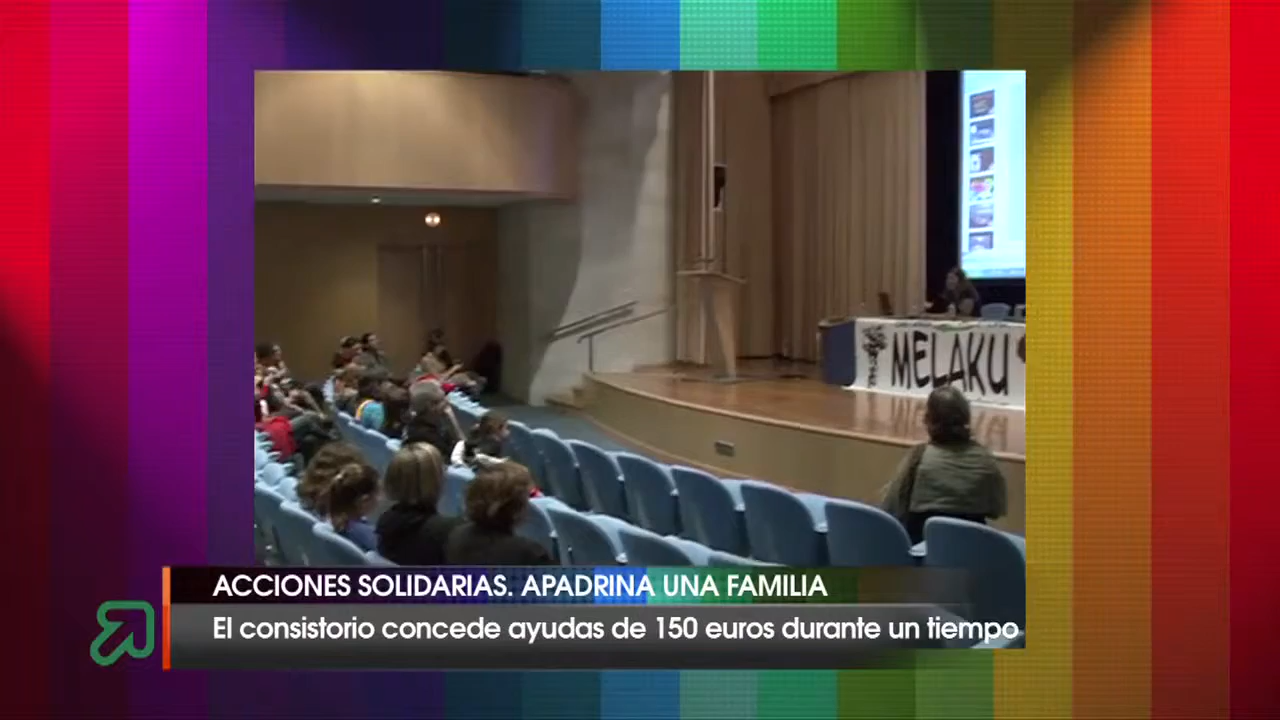 MELAKU
ACCIONES SOLIDARIAS. APADRINA UNA FAMILIA
El consistorio concede ayudas de 150 euros durante un tiempo